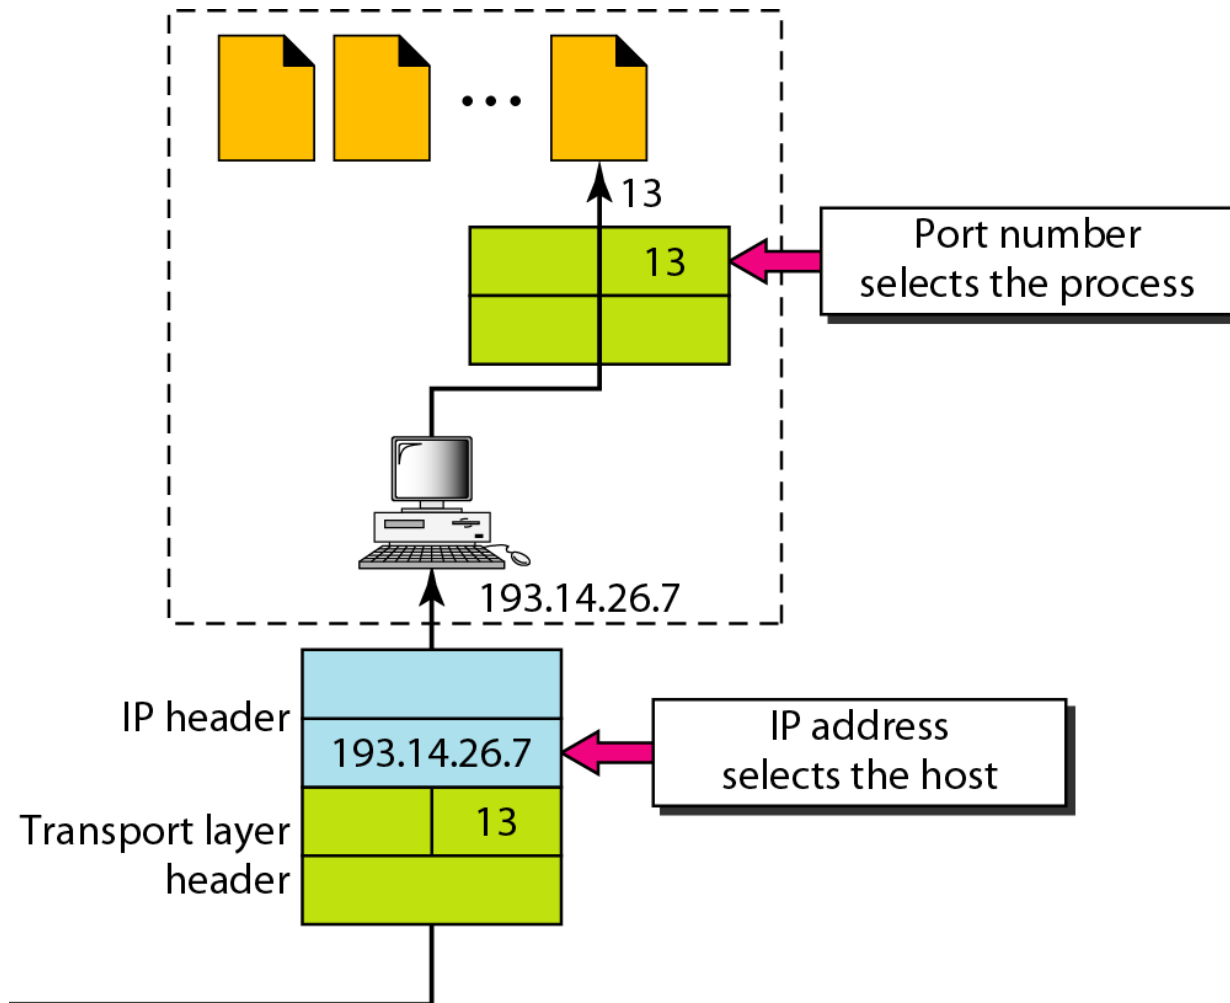 13
13
Port number
selects the process
193.14.26.7
IP header
193.14.26.7
IP address
selects the host
Transport layer
header
13